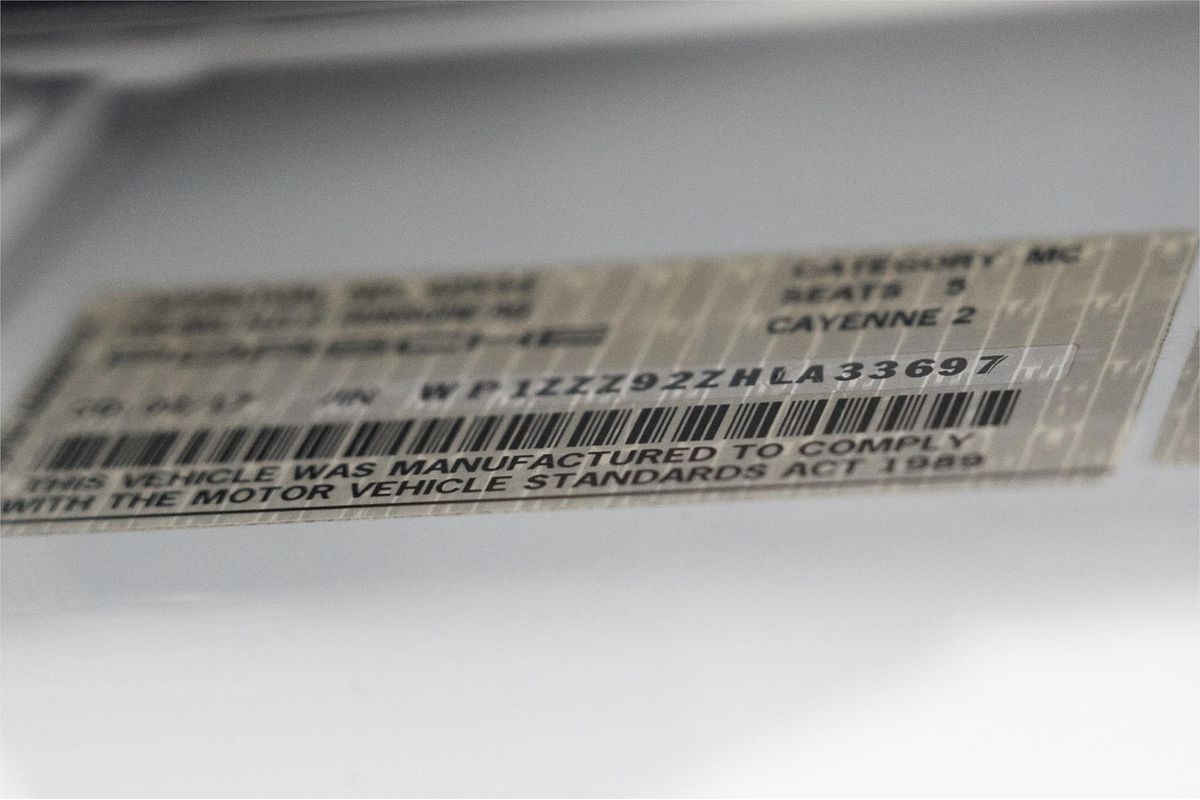 CATEGORY MC
SEATS 5
PORSCHE
CAYENNE 2
WP1ZZZ92ZHLA33697
THIS VEHICLE WAS MANUFACTURED TO COMPLY
WITH THE MOTOR VEHICLE STANDARDS ACT 1989